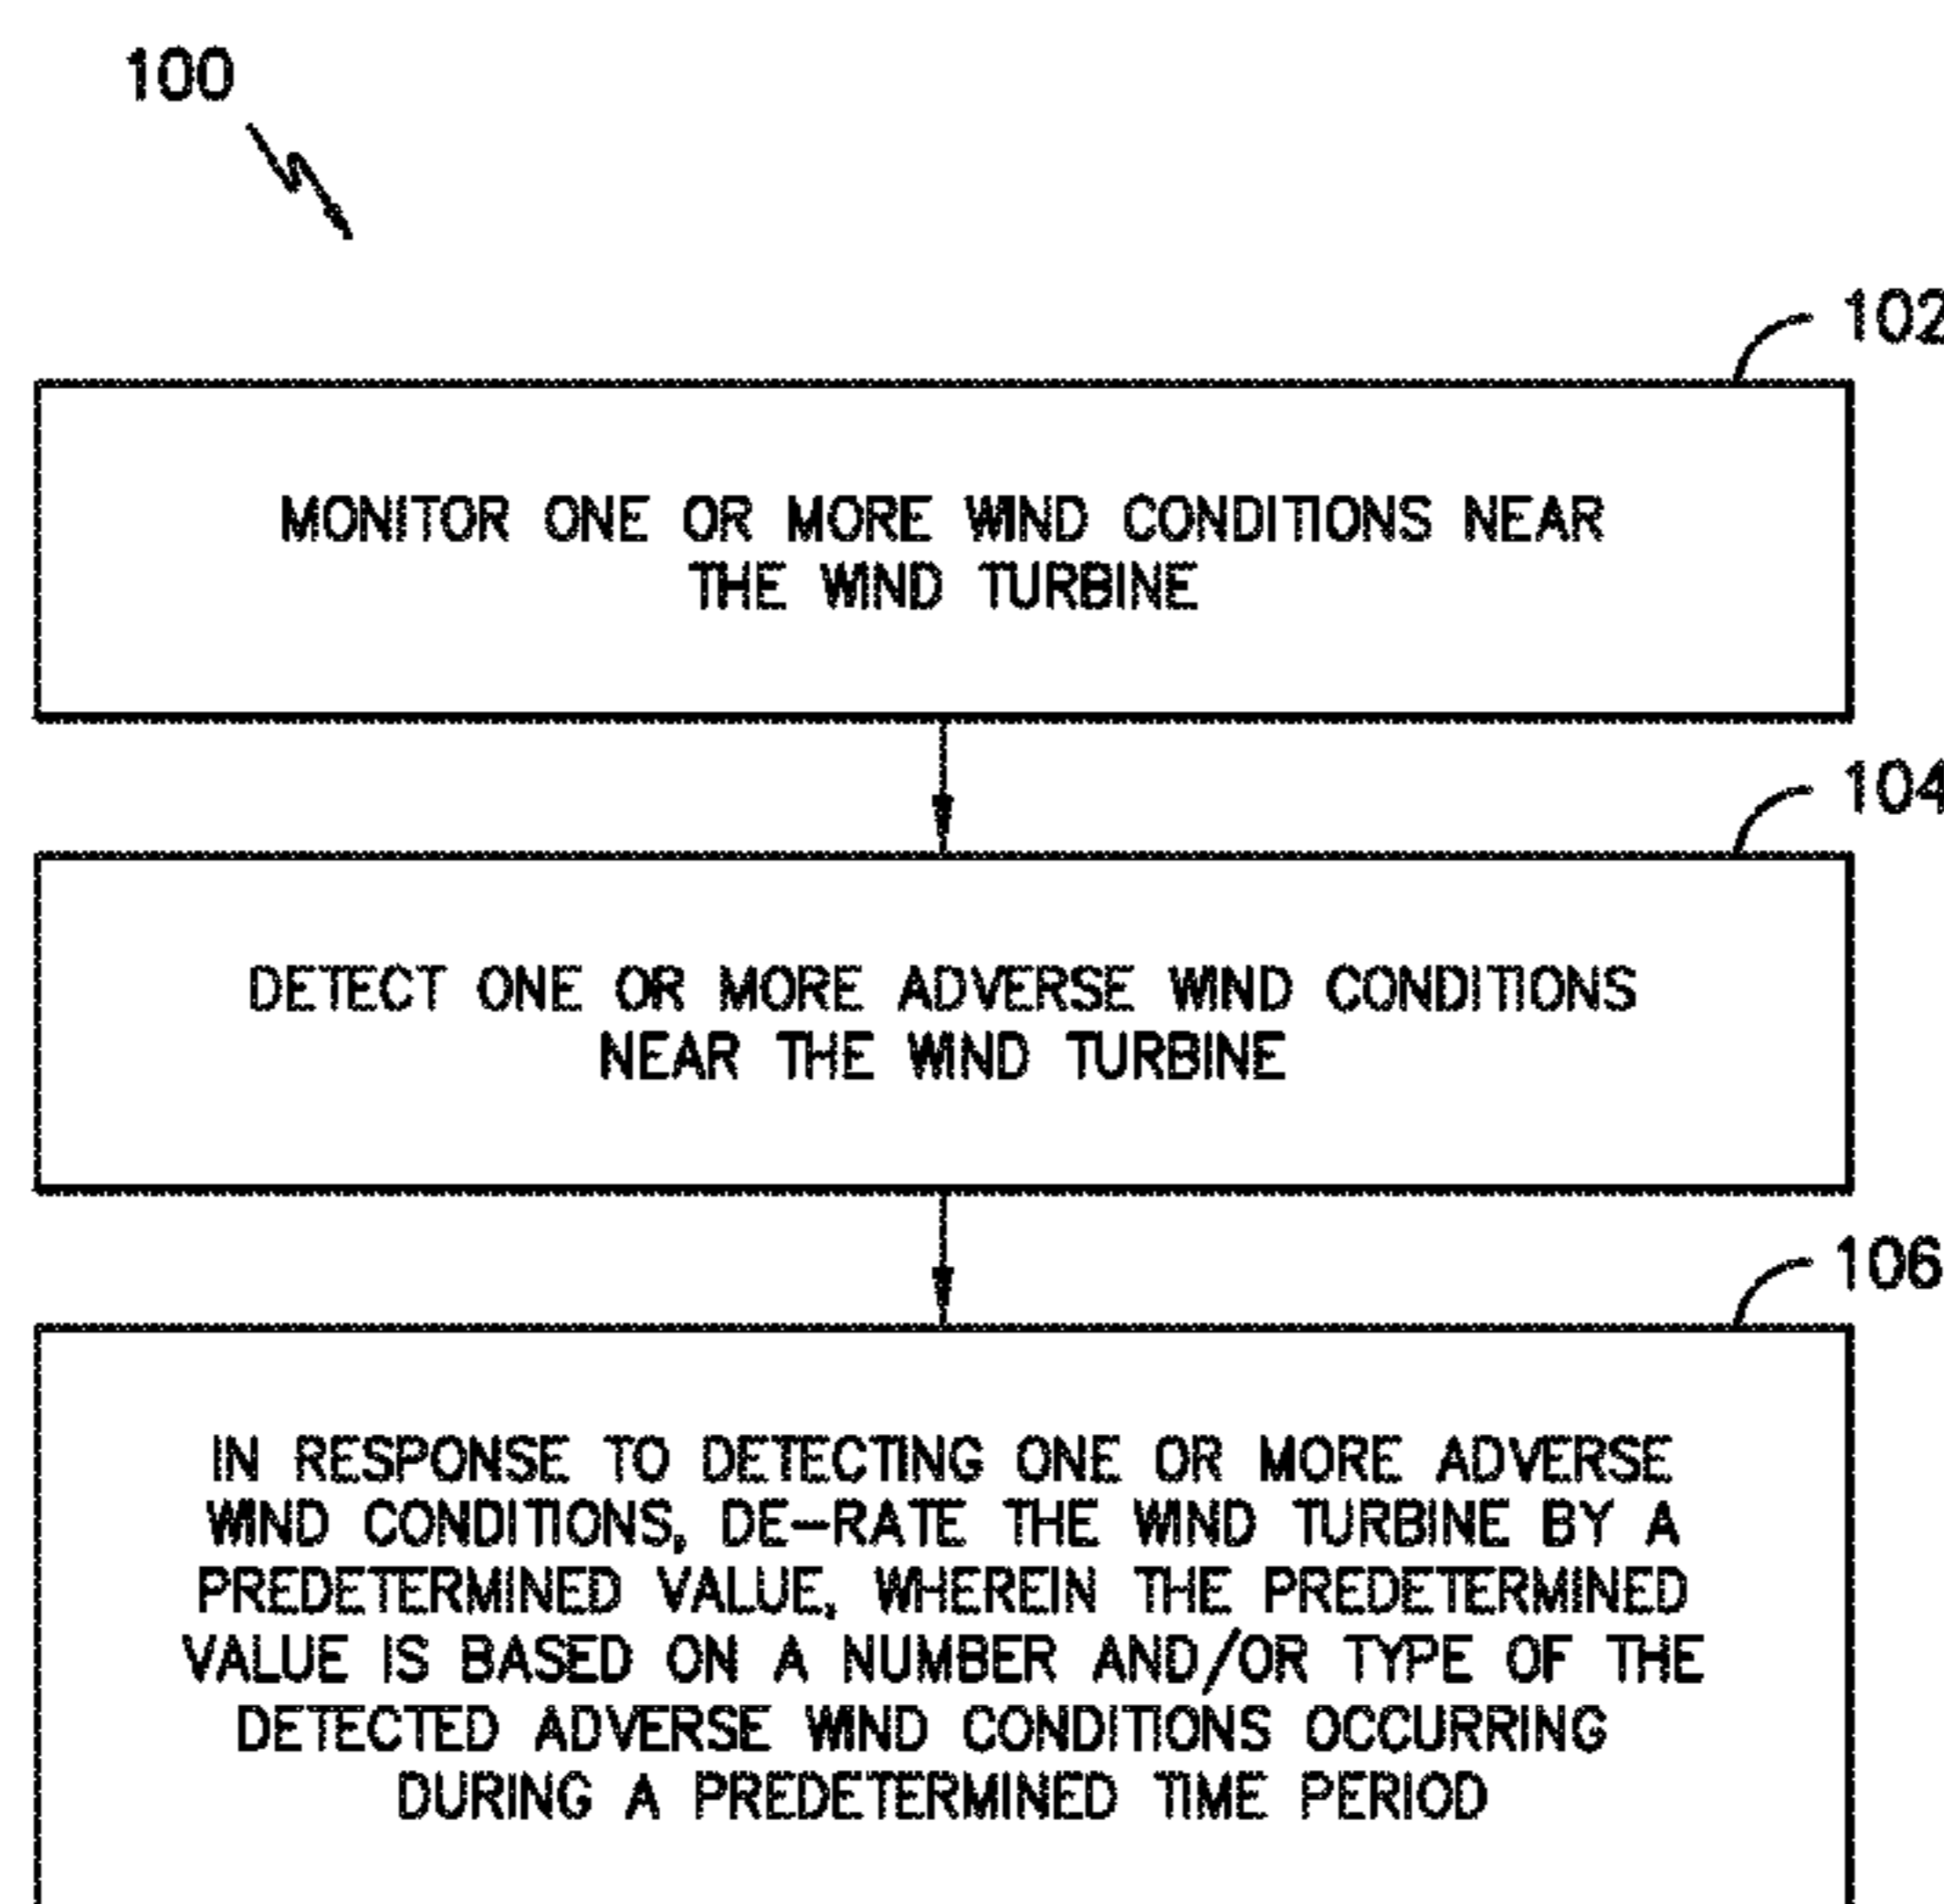 100
102
MONITOR ONE OR MORE WIND CONDITIONS NEAR
THE WIND TURBINE
104
DETECT ONE OR MORE ADVERSE WIND CONDITIONS
NEAR THE WIND TURBINE
106
IN RESPONSE TO DETECTING ONE OR MORE ADVERSE
WIND CONDITIONS, DE-RATE THE WIND TURBINE BY A
PREDETERMINED VALUE, WHEREIN THE PREDETERMINED
VALUE IS BASED ON A NUMBER AND/OR TYPE OF THE
DETECTED ADVERSE WIND CONDITIONS OCCURRING
DURING A PREDETERMINED TIME PERIOD